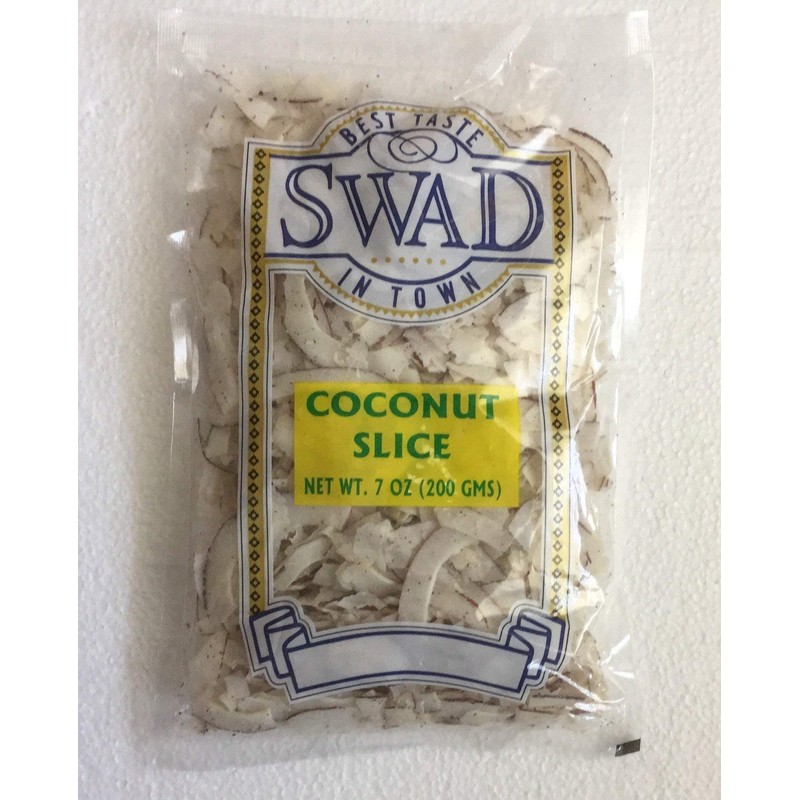 BEST TASTE
SWAD
IN TOWN
COCONUT
SLICE
NET WT. 7 OZ (200 GMS)